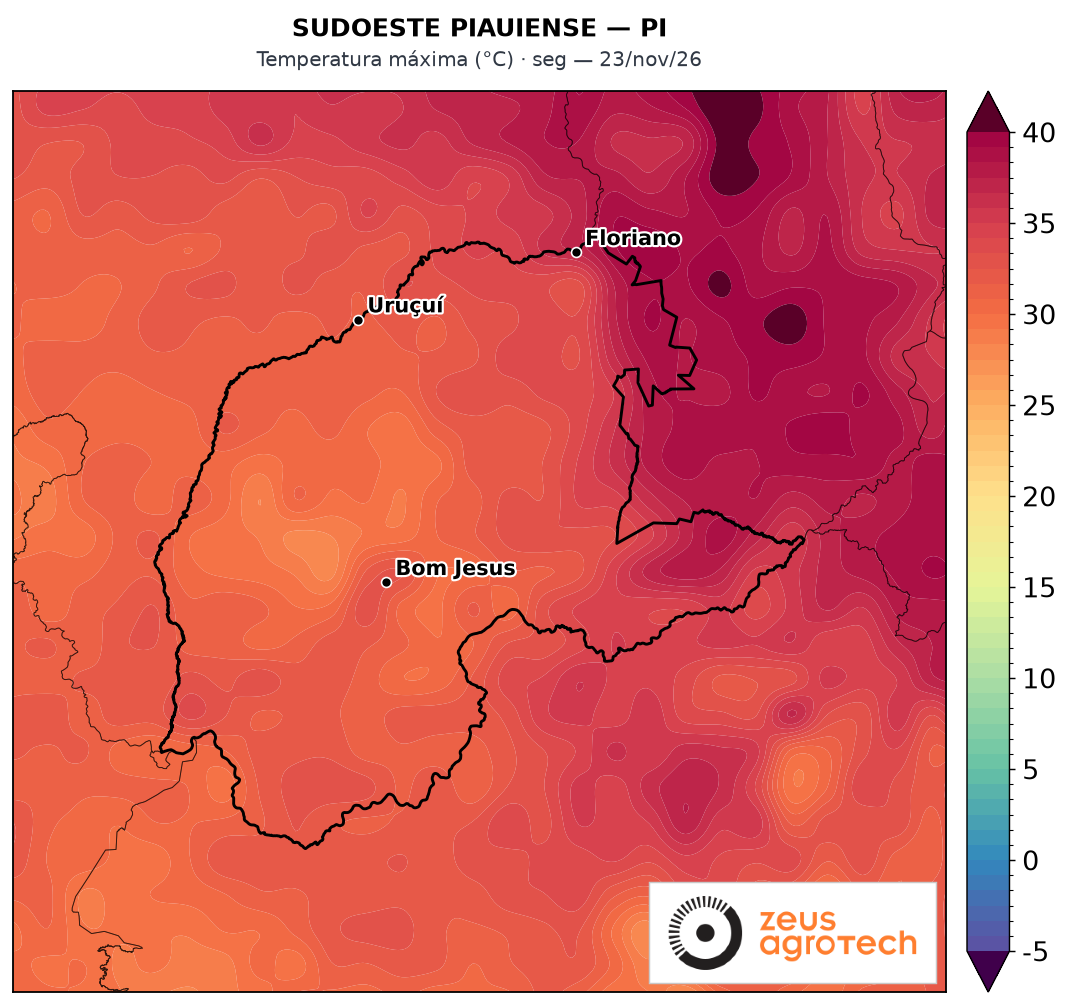 SUDOESTE PIAUIENSE — PI
Temperatura máxima (°C) · seg — 23/nov/26
Floriano
Uruçuí
Bom Jesus
40
35
30
25
20
15
10
5
0
-5
zeus
agrotech